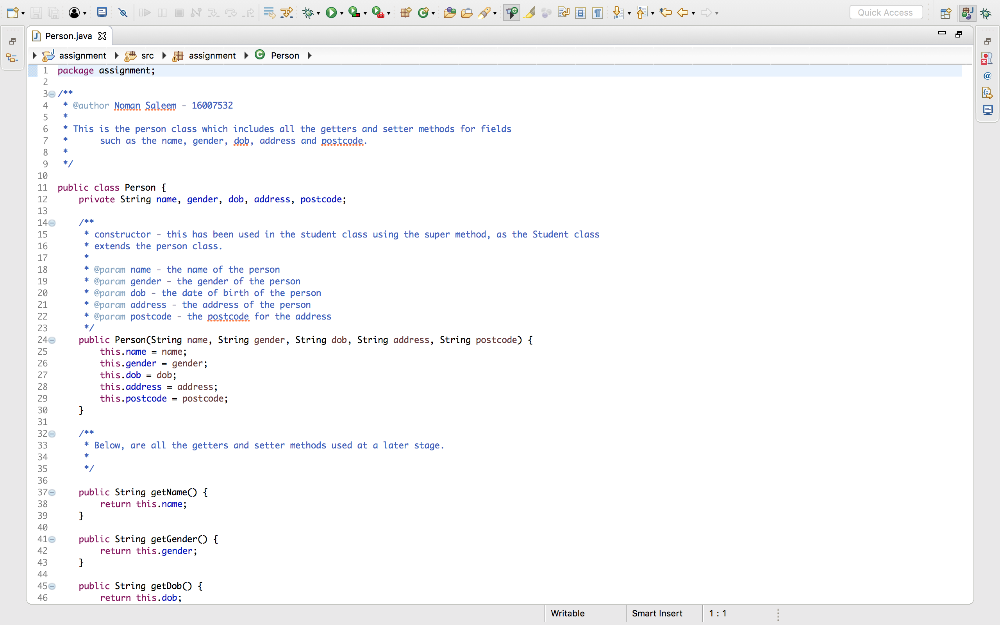 Quick Access
Person.java
assignment src assignment Person
1 package assignment;
2
3 /**
4 * @author Noman Saleem - 16007532
5 *
6 * This is the person class which includes all the getters and setter methods for fields
7 * such as the name, gender, dob, address and postcode.
8 *
9 */
10
11 public class Person {
12 private String name, gender, dob, address, postcode;
13
14 /**
15 * constructor - this has been used in the student class using the super method, as the Student class
16 * extends the person class.
17 *
18 * @param name - the name of the person
19 * @param gender - the gender of the person
20 * @param dob - the date of birth of the person
21 * @param address - the address of the person
22 * @param postcode - the postcode for the address
23 */
24 public Person(String name, String gender, String dob, String address, String postcode) {
25 this.name = name;
26 this.gender = gender;
27 this.dob = dob;
28 this.address = address;
29 this.postcode = postcode;
30 }
31
32 /**
33 * Below, are all the getters and setter methods used at a later stage.
34 *
35 */
36
37 public String getName() {
38 return this.name;
39 }
40
41 public String getGender() {
42 return this.gender;
43 }
44
45 public String getDob() {
46 return this.dob;
Writable Smart Insert 1 : 1